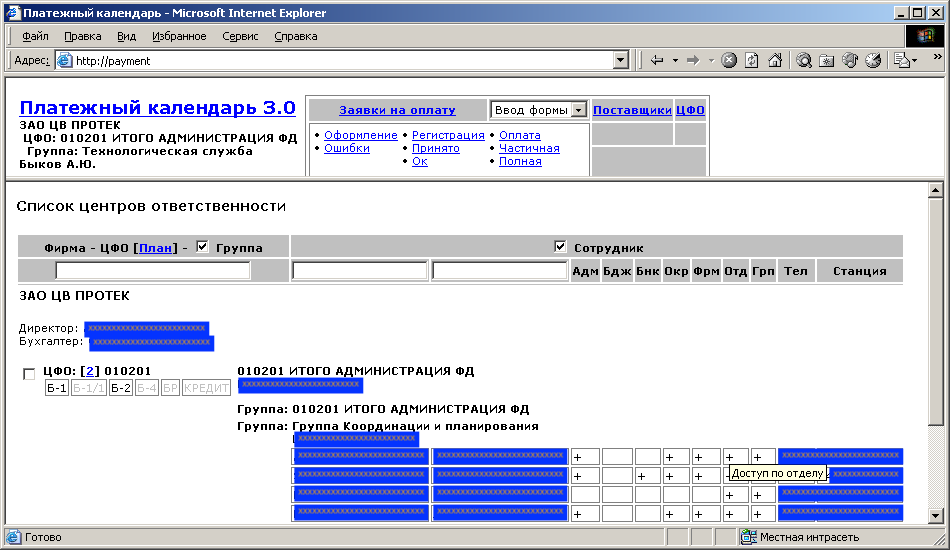 Платежный календарь - Microsoft Internet Explorer
Файл Правка Вид Избранное Сервис Справка
Адрес: http://payment
Платежный календарь 3.0
ЗАО ЦВ ПРОТЕК
ЦФО: 010201 ИТОГО АДМИНИСТРАЦИЯ ФД
Группа: Технологическая служба
Быков А.Ю.
Заявки на оплату Ввод формы Поставщики ЦФО
• Оформление • Регистрация • Оплата
• Ошибки • Принято • Частичная
• Ок • Полная
Список центров ответственности
Фирма - ЦФО [План] - Группа Сотрудник
Адм Бдж Бнк Окр Фрм Отд Грп Тел Станция
ЗАО ЦВ ПРОТЕК
Директор: xxxxxxxxxxxxxxxxxxxxxxxx
Бухгалтер: xxxxxxxxxxxxxxxxxxxxxxxx
ЦФО: [2] 010201 010201 ИТОГО АДМИНИСТРАЦИЯ ФД
Б-1 Б-1/1 Б-2 Б-4 БР КРЕДИТ xxxxxxxxxxxxxxxxxxxxxxxx
Группа: 010201 ИТОГО АДМИНИСТРАЦИЯ ФД
Группа: Группа Координации и планирования
xxxxxxxxxxxxxxxxxxxxxxxx
xxxxxxxxxxxxxxxxxxxxxxxx xxxxxxxxxxxxxxxxxxxxxxxx + + + + + xxxxxxxxxxxxxxxxxxxxxxxx
xxxxxxxxxxxxxxxxxxxxxxxx xxxxxxxxxxxxxxxxxxxxxxxx + + + + Доступ по отделу
xxxxxxxxxxxxxxxxxxxxxxxx xxxxxxxxxxxxxxxxxxxxxxxx + + xxxxxxxxxxxxxxxxxxxxxxxx
xxxxxxxxxxxxxxxxxxxxxxxx xxxxxxxxxxxxxxxxxxxxxxxx + + + + + xxxxxxxxxxxxxxxxxxxxxxxx
Готово Местная интрасеть